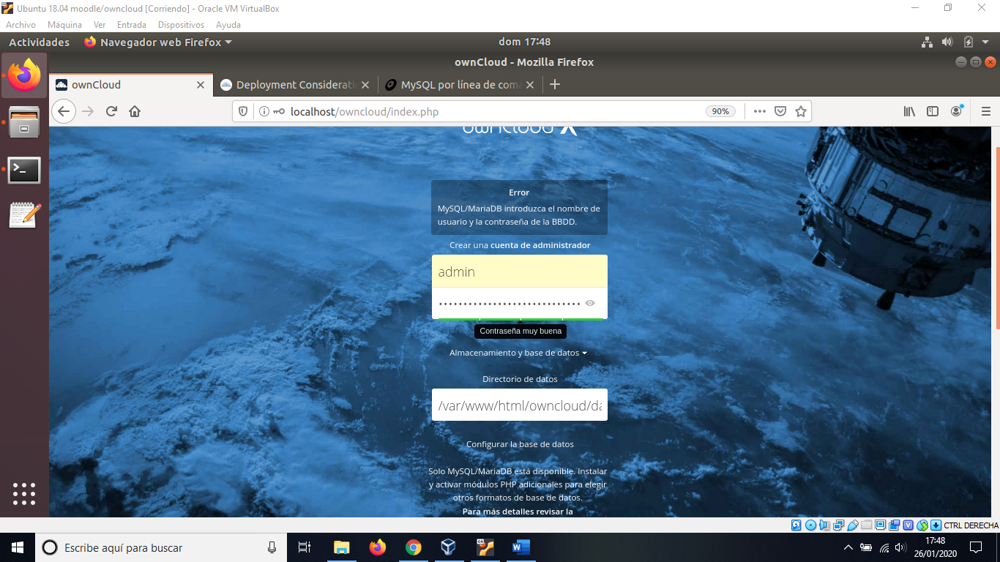 Ubuntu 18.04 moodle/owncloud [Corriendo] - Oracle VM VirtualBox
Archivo Máquina Ver Entrada Dispositivos Ayuda
Actividades Navegador web Firefox dom 17:48
ownCloud - Mozilla Firefox
ownCloud Deployment Considerati MySQL por línea de coma
localhost/owncloud/index.php 90%
ownCloud X
Error
MySQL/MariaDB introduzca el nombre de
usuario y la contraseña de la BBDD.
Crear una cuenta de administrador
admin
Contraseña muy buena
Almacenamiento y base de datos
Directorio de datos
/var/www/html/owncloud/da
Configurar la base de datos
Solo MySQL/MariaDB está disponible. Instalar
y activar módulos PHP adicionales para elegir
otros formatos de base de datos.
Para más detalles revisar la
CTRL DERECHA
Escribe aquí para buscar
17:48
26/01/2020